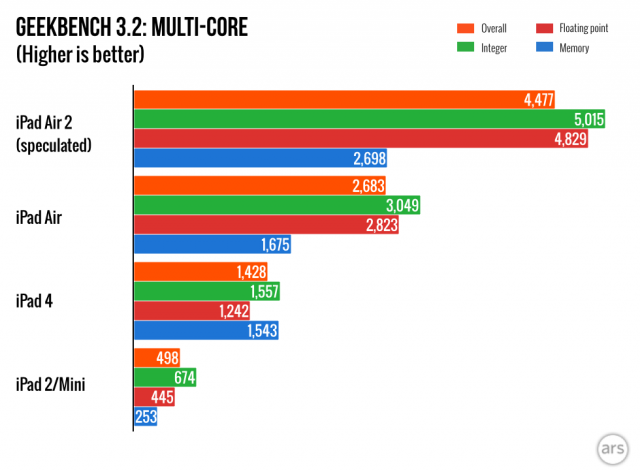 GEEKBENCH 3.2: MULTI-CORE
(Higher is better)
Overall
Floating point
Integer
Memory
iPad Air 2
(speculated)
4,477
5,015
4,829
2,698
iPad Air
2,683
3,049
2,823
1,675
iPad 4
1,428
1,557
1,242
1,543
iPad 2/Mini
498
674
445
253
ars